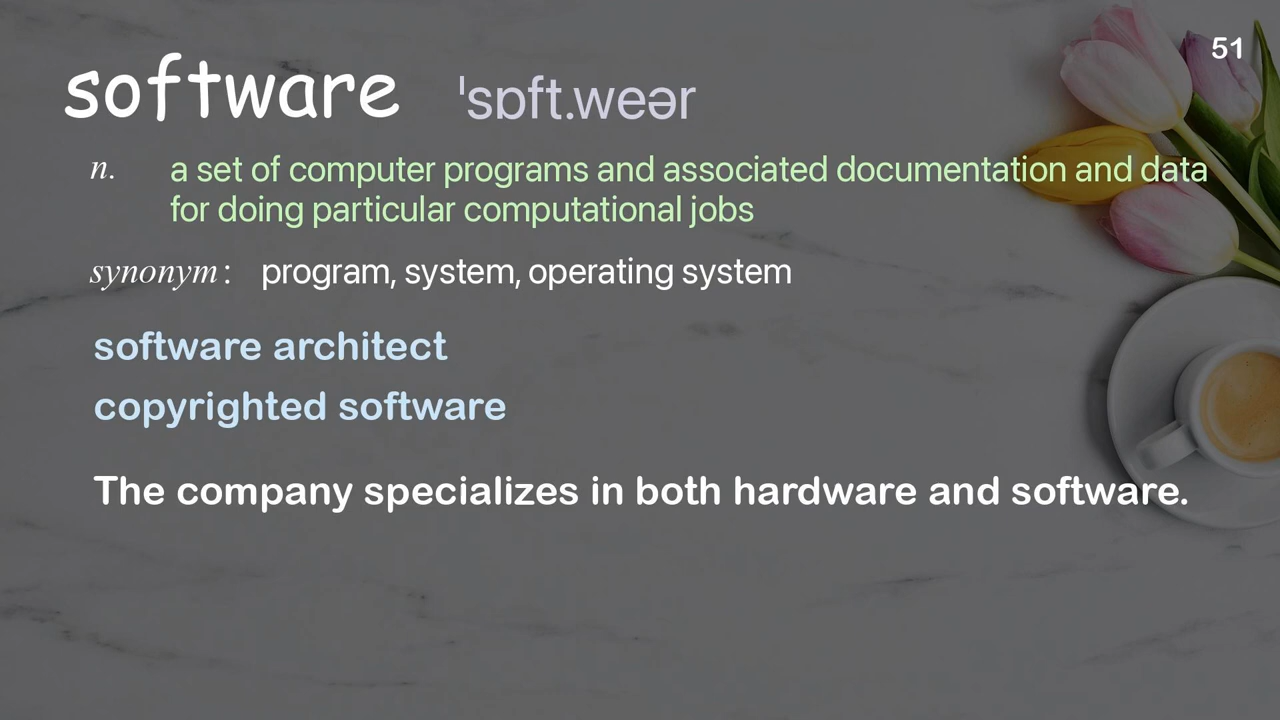 51
software ˈsɒft.weər
n. a set of computer programs and associated documentation and data
for doing particular computational jobs
synonym: program, system, operating system
software architect
copyrighted software
The company specializes in both hardware and software.